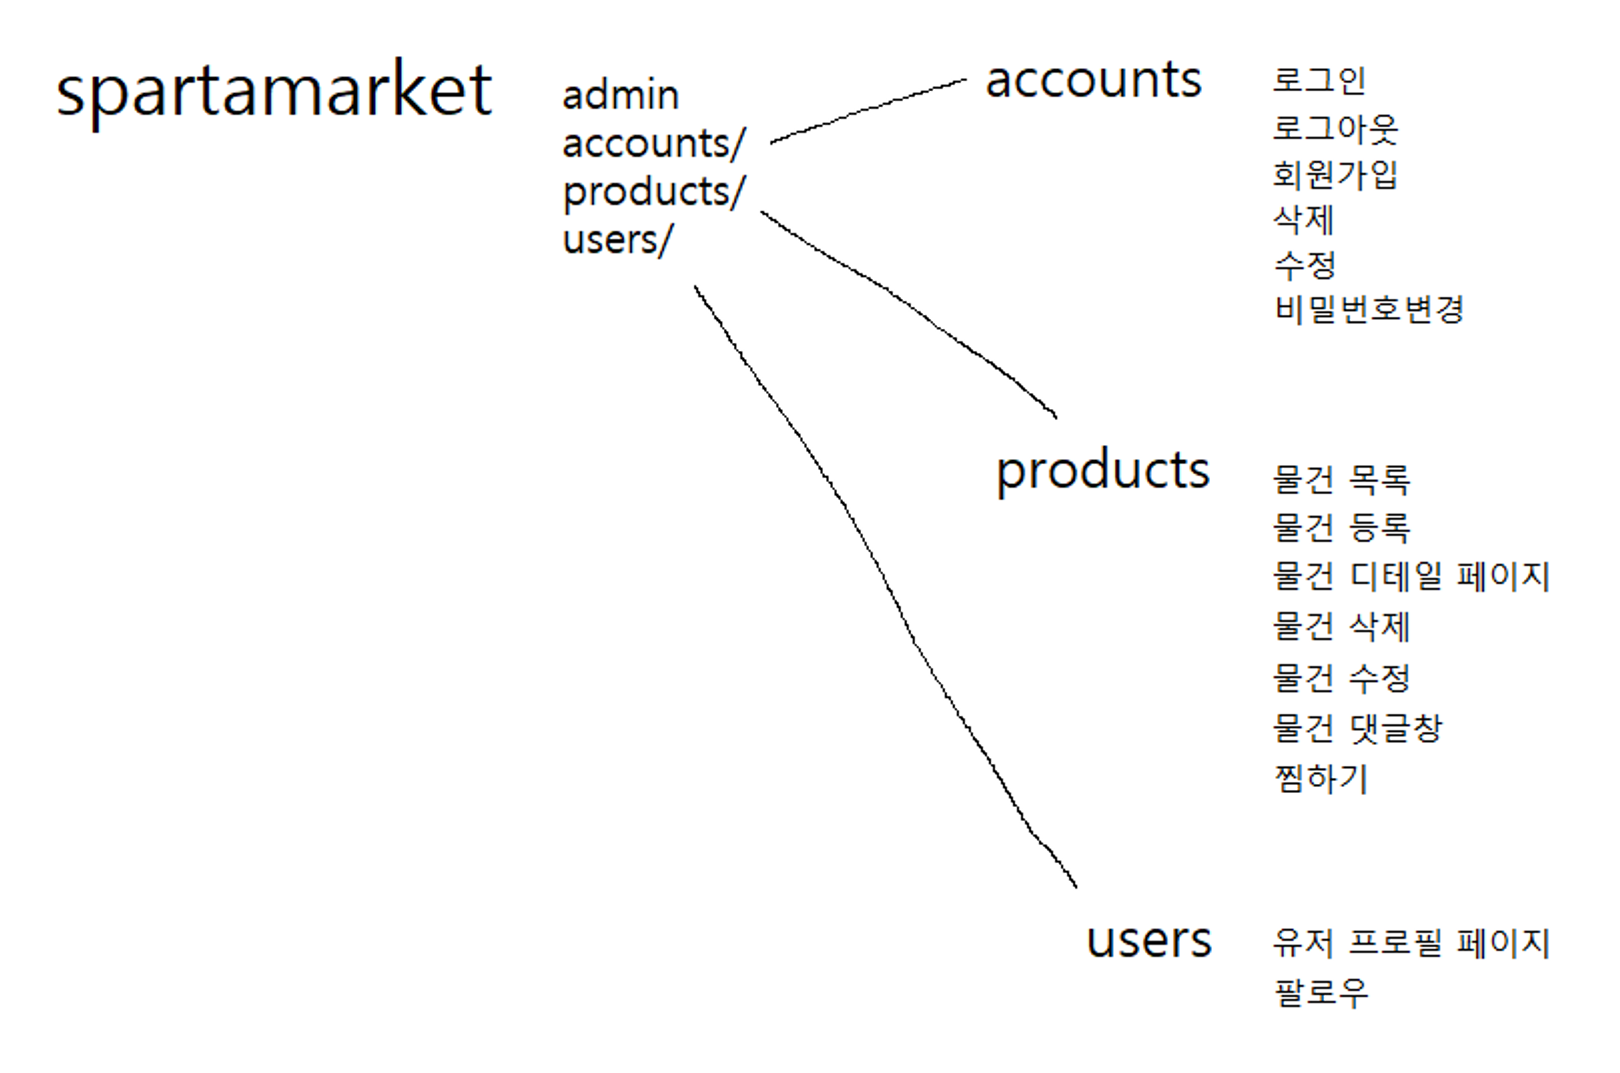 spartamarket
admin
accounts/
products/
users/
accounts
로그인
로그아웃
회원가입
삭제
수정
비밀번호변경
products
물건 목록
물건 등록
물건 디테일 페이지
물건 삭제
물건 수정
물건 댓글창
찜하기
users
유저 프로필 페이지
팔로우